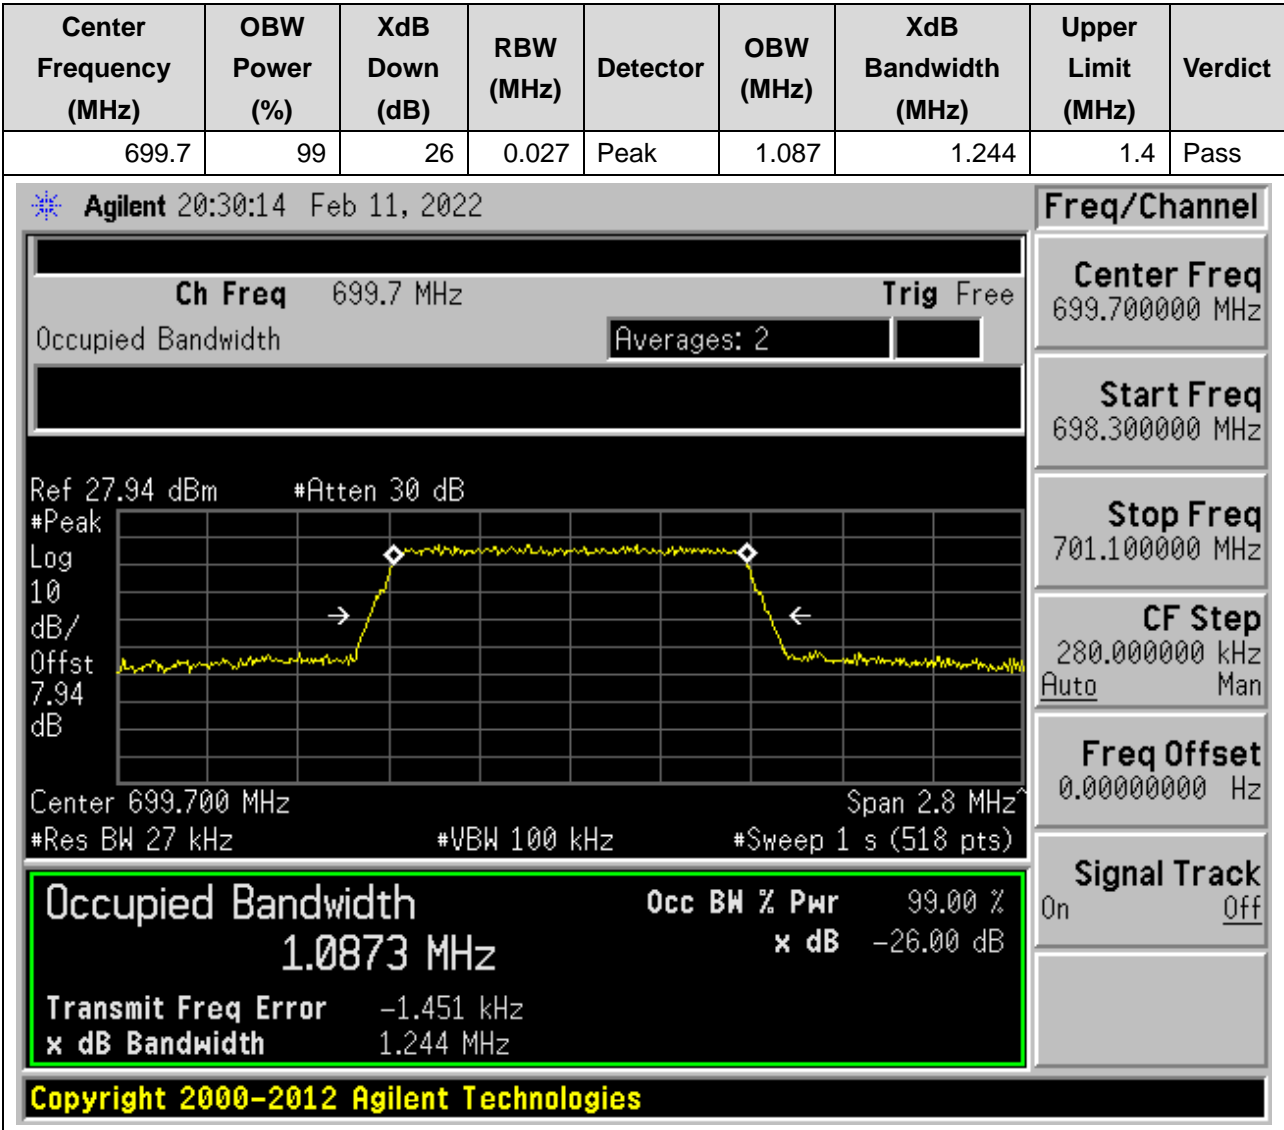 Center Frequency (MHz) OBW Power (%) XdB Down (dB) RBW (MHz) Detector OBW (MHz) XdB Bandwidth (MHz) Upper Limit (MHz) Verdict
699.7 99 26 0.027 Peak 1.087 1.244 1.4 Pass
Agilent 20:30:14 Feb 11, 2022
Freq/Channel
Ch Freq 699.7 MHz Trig Free
Occupied Bandwidth Averages: 2
Center Freq
699.700000 MHz
Start Freq
698.300000 MHz
Stop Freq
701.100000 MHz
CF Step
280.000000 kHz
Auto Man
Freq Offset
0.00000000 Hz
Signal Track
On Off
Ref 27.94 dBm #Atten 30 dB
#Peak
Log
10
dB/
Offst
7.94
dB
Center 699.700 MHz Span 2.8 MHz^
#Res BW 27 kHz #VBW 100 kHz #Sweep 1 s (518 pts)
Occupied Bandwidth Occ BW % Pwr 99.00 %
1.0873 MHz x dB -26.00 dB
Transmit Freq Error -1.451 kHz
x dB Bandwidth 1.244 MHz
Copyright 2000-2012 Agilent Technologies